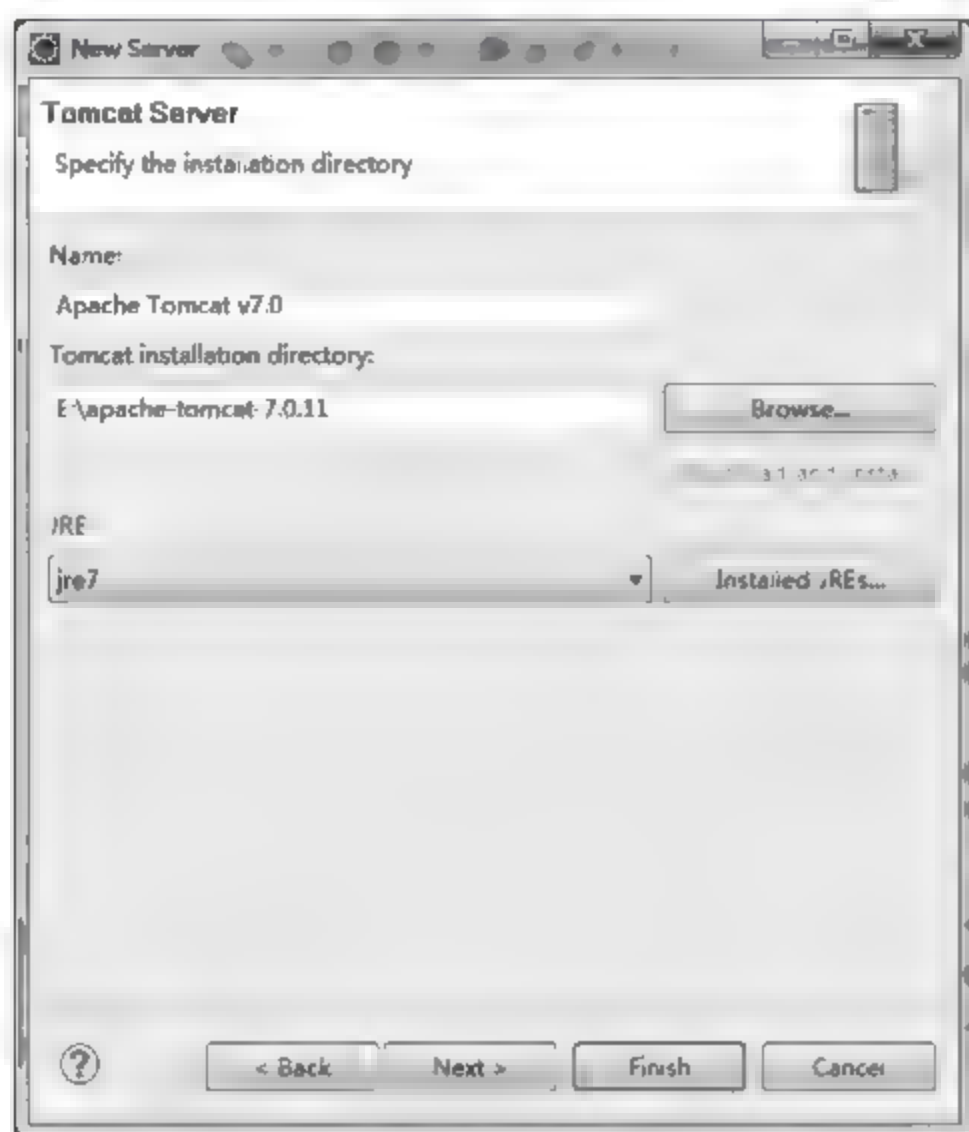 New Server
Tomcat Server
Specify the installation directory
Name:
Apache Tomcat v7.0
Tomcat installation directory:
E:\apache-tomcat-7.0.11
Browse...
JRE
jre7
Installed JREs...
?
< Back
Next >
Finish
Cancel